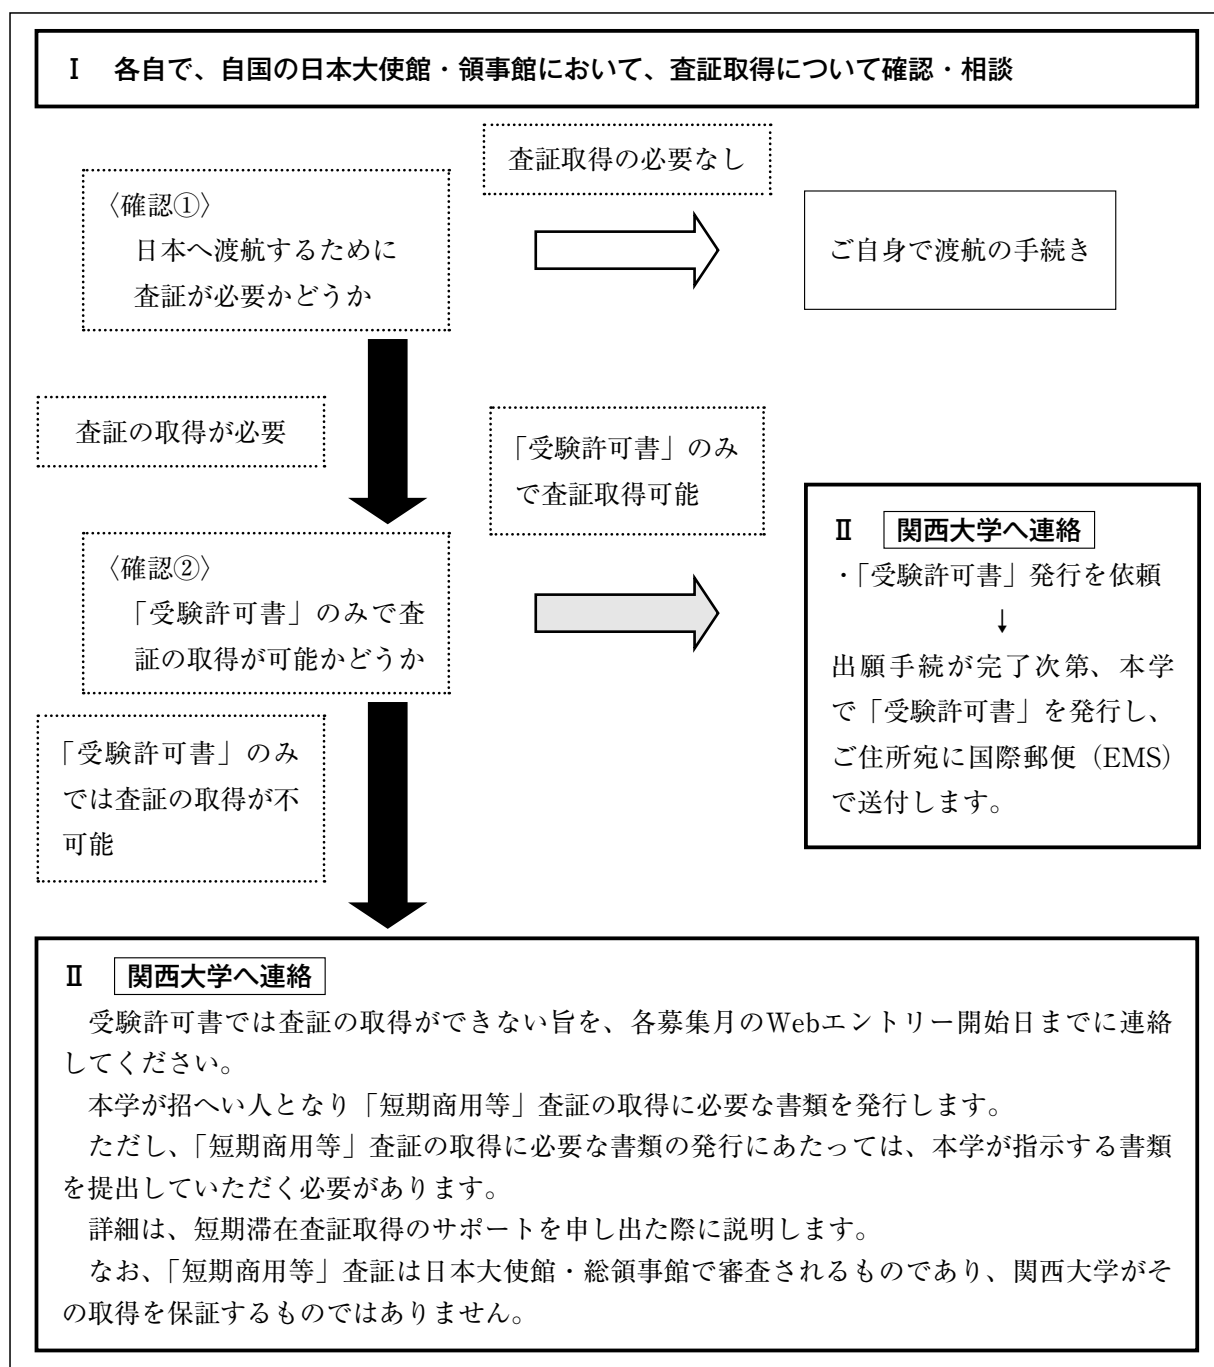 Ⅰ　各自で、自国の日本大使館・領事館において、査証取得について確認・相談
査証取得の必要なし
〈確認①〉
日本へ渡航するために
査証が必要かどうか
ご自身で渡航の手続き
査証の取得が必要
「受験許可書」のみ
で査証取得可能
〈確認②〉
「受験許可書」のみで査
証の取得が可能かどうか
Ⅱ　関西大学へ連絡
・「受験許可書」発行を依頼
↓
出願手続が完了次第、本学
で「受験許可書」を発行し、
ご住所宛に国際郵便（EMS）
で送付します。
「受験許可書」のみ
では査証の取得が不
可能
Ⅱ　関西大学へ連絡
受験許可書では査証の取得ができない旨を、各募集月のWebエントリー開始日までに連絡
してください。
本学が招へい人となり「短期商用等」査証の取得に必要な書類を発行します。
ただし、「短期商用等」査証の取得に必要な書類の発行にあたっては、本学が指示する書類
を提出していただく必要があります。
詳細は、短期滞在査証取得のサポートを申し出た際に説明します。
なお、「短期商用等」査証は日本大使館・総領事館で審査されるものであり、関西大学がそ
の取得を保証するものではありません。